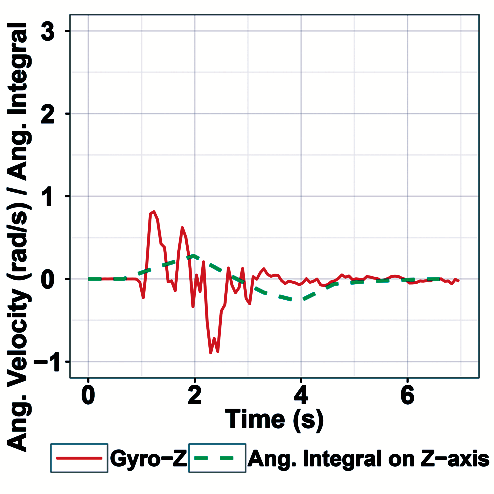 Ang. Velocity (rad/s) / Ang. Integral
3
2
1
0
−1
0 2 4 6
Time (s)
Gyro−Z Ang. Integral on Z−axis